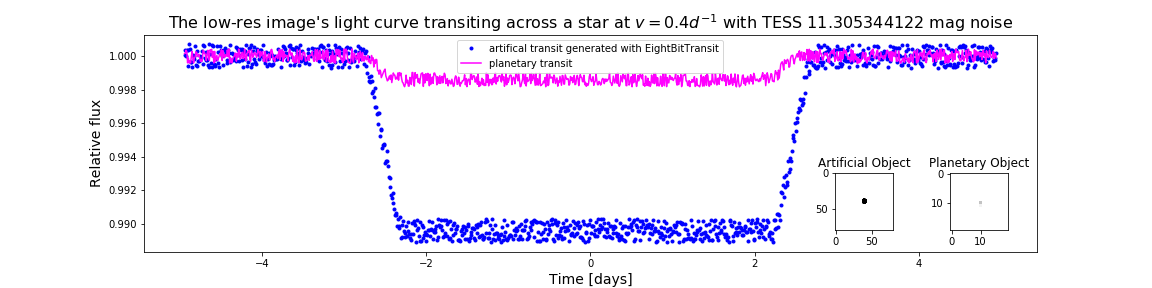 The low-res image's light curve transiting across a star at v = 0.4d⁻¹ with TESS 11.305344122 mag noise
artifical transit generated with EightBitTransit
planetary transit
Relative flux
1.000
0.998
0.996
0.994
0.992
0.990
Artificial Object
0
50
0 50
Planetary Object
0
10
0 10
−4 −2 0 2 4
Time [days]